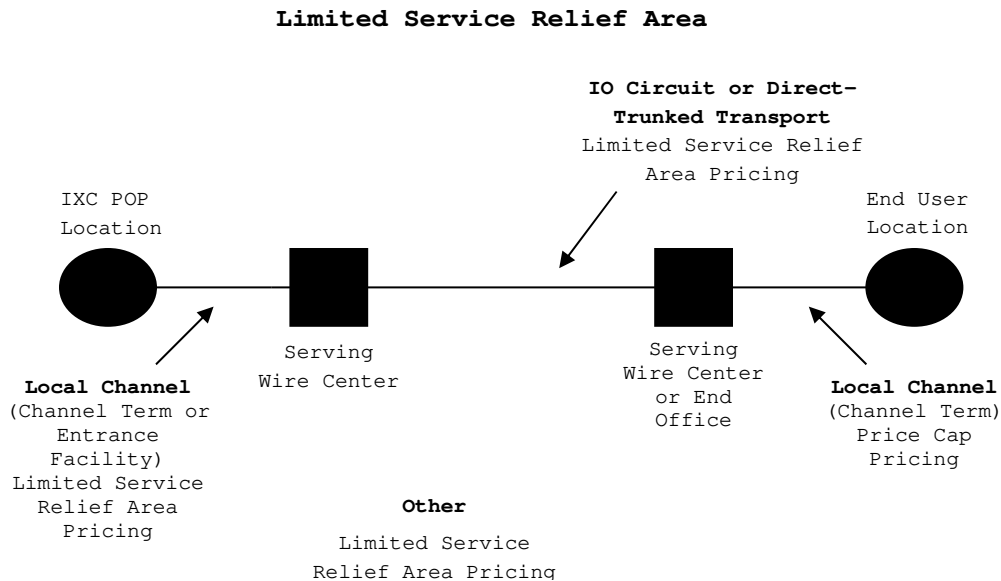 Limited Service Relief Area
IO Circuit or Direct-
Trunked Transport
Limited Service Relief
Area Pricing
IXC POP
Location
End User
Location
Serving
Wire Center
Serving
Wire Center
or End
Office
Local Channel
(Channel Term or
Entrance
Facility)
Limited Service
Relief Area
Pricing
Local Channel
(Channel Term)
Price Cap
Pricing
Other
Limited Service
Relief Area Pricing